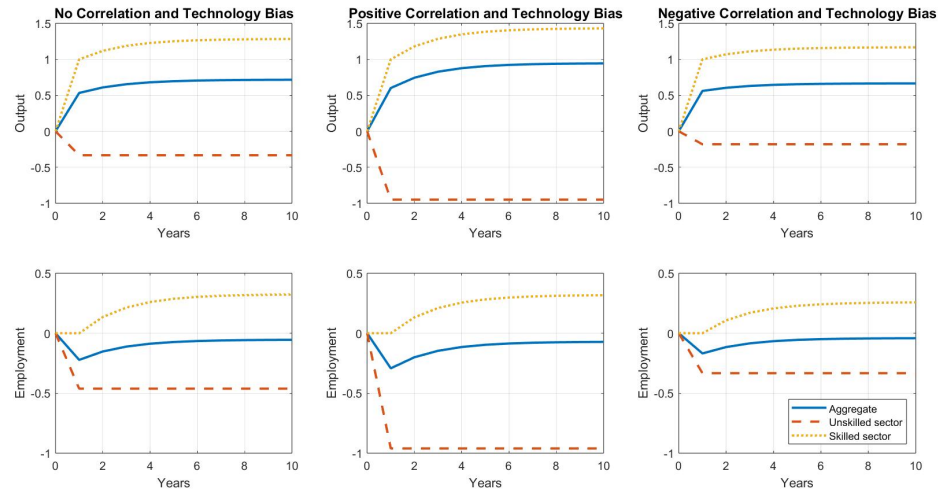 No Correlation and Technology Bias
1.5
1
0.5
0
-0.5
-1
Output
0 2 4 6 8 10
Years
Positive Correlation and Technology Bias
1.5
1
0.5
0
-0.5
-1
Output
0 2 4 6 8 10
Years
Negative Correlation and Technology Bias
1.5
1
0.5
0
-0.5
-1
Output
0 2 4 6 8 10
Years
0.5
0
-0.5
-1
Employment
0 2 4 6 8 10
Years
0.5
0
-0.5
-1
Employment
0 2 4 6 8 10
Years
0.5
0
-0.5
-1
Employment
Aggregate
Unskilled sector
Skilled sector
0 2 4 6 8 10
Years